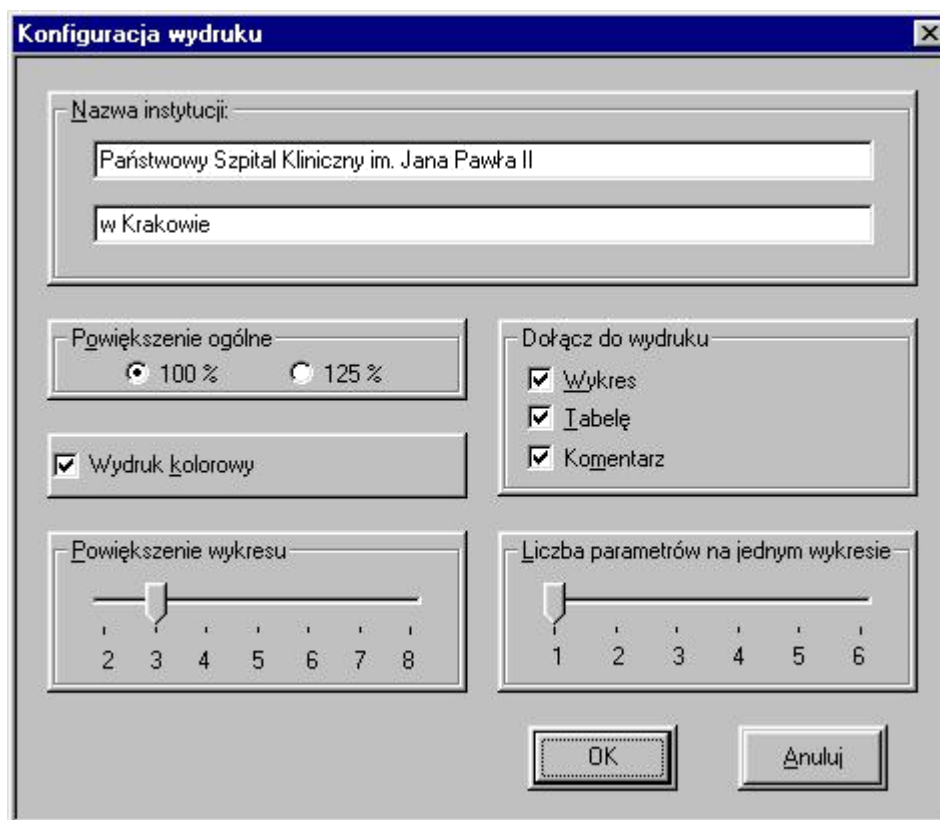 Konfiguracja wydruku
Nazwa instytucji:
Państwowy Szpital Kliniczny im. Jana Pawła II
w Krakowie
Powiększenie ogólne
100 % 125 %
Dołącz do wydruku
Wykres
Tabelę
Komentarz
Wydruk kolorowy
Powiększenie wykresu
2 3 4 5 6 7 8
Liczba parametrów na jednym wykresie
1 2 3 4 5 6
OK Anuluj